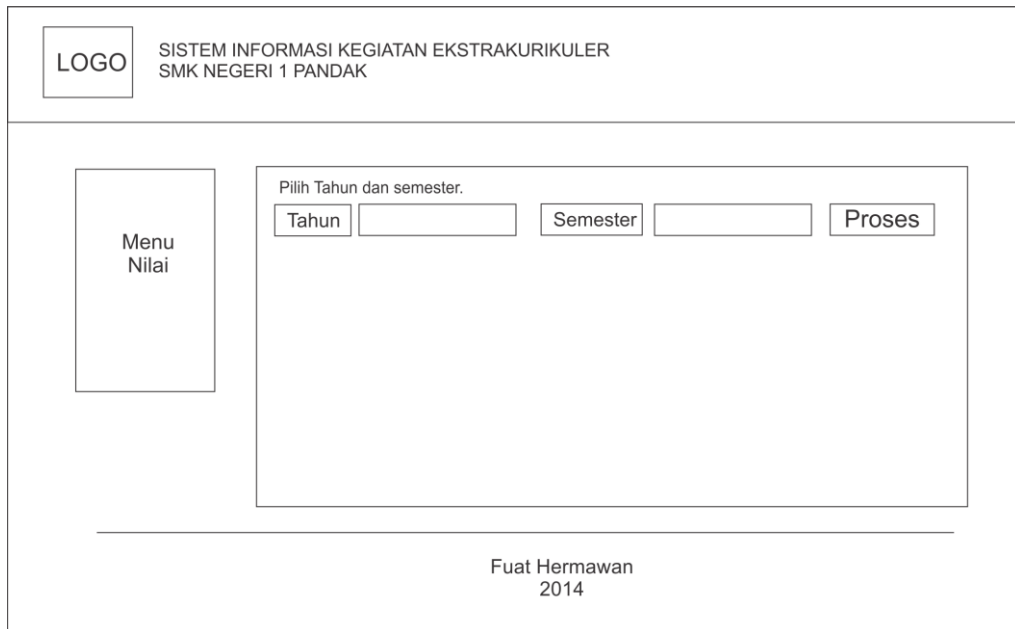 LOGO
SISTEM INFORMASI KEGIATAN EKSTRAKURIKULER
SMK NEGERI 1 PANDAK
Menu
Nilai
Pilih Tahun dan semester.
Tahun
Semester
Proses
Fuat Hermawan
2014